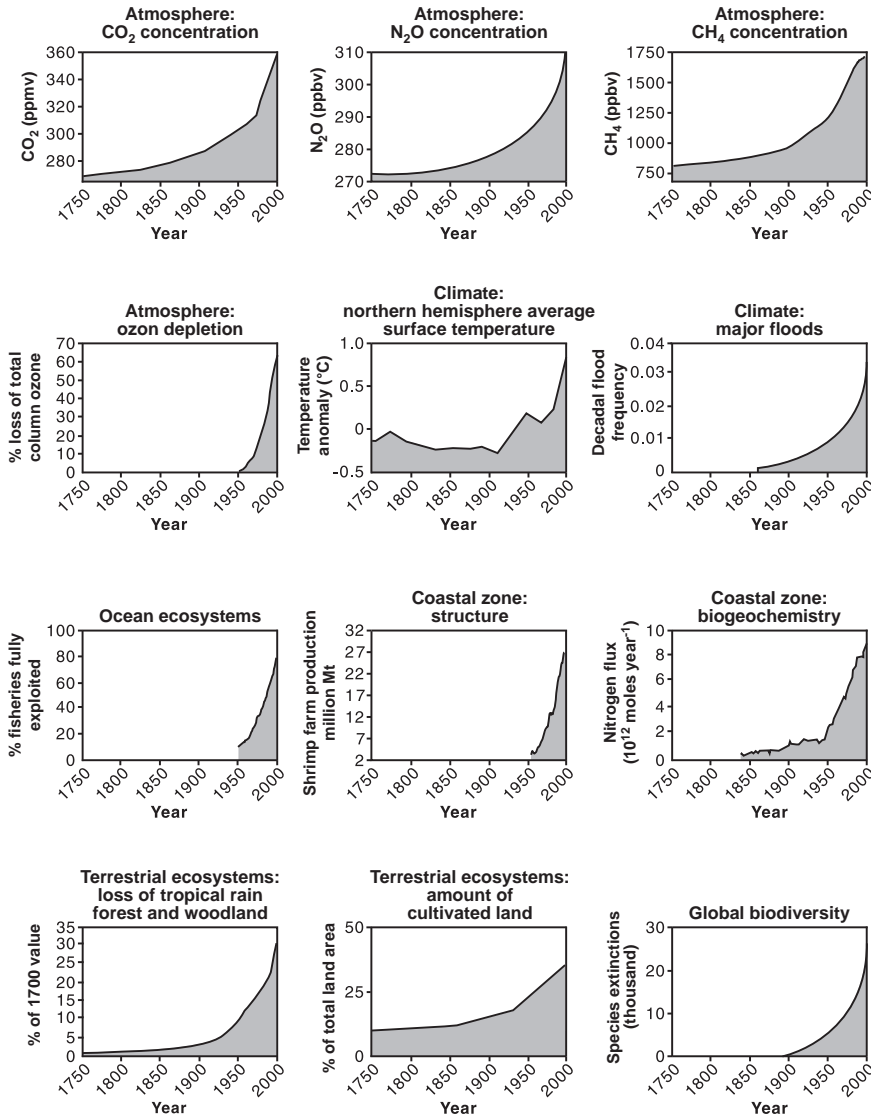 Atmosphere:
CO₂ concentration
CO₂ (ppmv)
360
340
320
300
280
1750
1800
1850
1900
1950
2000
Year
Atmosphere:
N₂O concentration
N₂O (ppbv)
310
300
290
280
270
1750
1800
1850
1900
1950
2000
Year
Atmosphere:
CH₄ concentration
CH₄ (ppbv)
1750
1500
1250
1000
750
1750
1800
1850
1900
1950
2000
Year
Atmosphere:
ozon depletion
% loss of total
column ozone
70
60
50
40
30
20
10
0
1750
1800
1850
1900
1950
2000
Year
Climate:
northern hemisphere average
surface temperature
Temperature
anomaly (°C)
1.0
0.5
0
-0.5
1750
1800
1850
1900
1950
2000
Year
Climate:
major floods
Decadal flood
frequency
0.04
0.03
0.02
0.01
0
1750
1800
1850
1900
1950
2000
Year
Ocean ecosystems
% fisheries fully
exploited
100
80
60
40
20
0
1750
1800
1850
1900
1950
2000
Year
Coastal zone:
structure
Shrimp farm production
million Mt
32
27
22
17
12
7
2
1750
1800
1850
1900
1950
2000
Year
Coastal zone:
biogeochemistry
Nitrogen flux
(10¹² moles year⁻¹)
10
8
6
4
2
0
1750
1800
1850
1900
1950
2000
Year
Terrestrial ecosystems:
loss of tropical rain
forest and woodland
% of 1700 value
35
30
25
20
15
10
5
0
1750
1800
1850
1900
1950
2000
Year
Terrestrial ecosystems:
amount of
cultivated land
% of total land area
50
25
0
1750
1800
1850
1900
1950
2000
Year
Global biodiversity
Species extinctions
(thousand)
30
20
10
0
1750
1800
1850
1900
1950
2000
Year